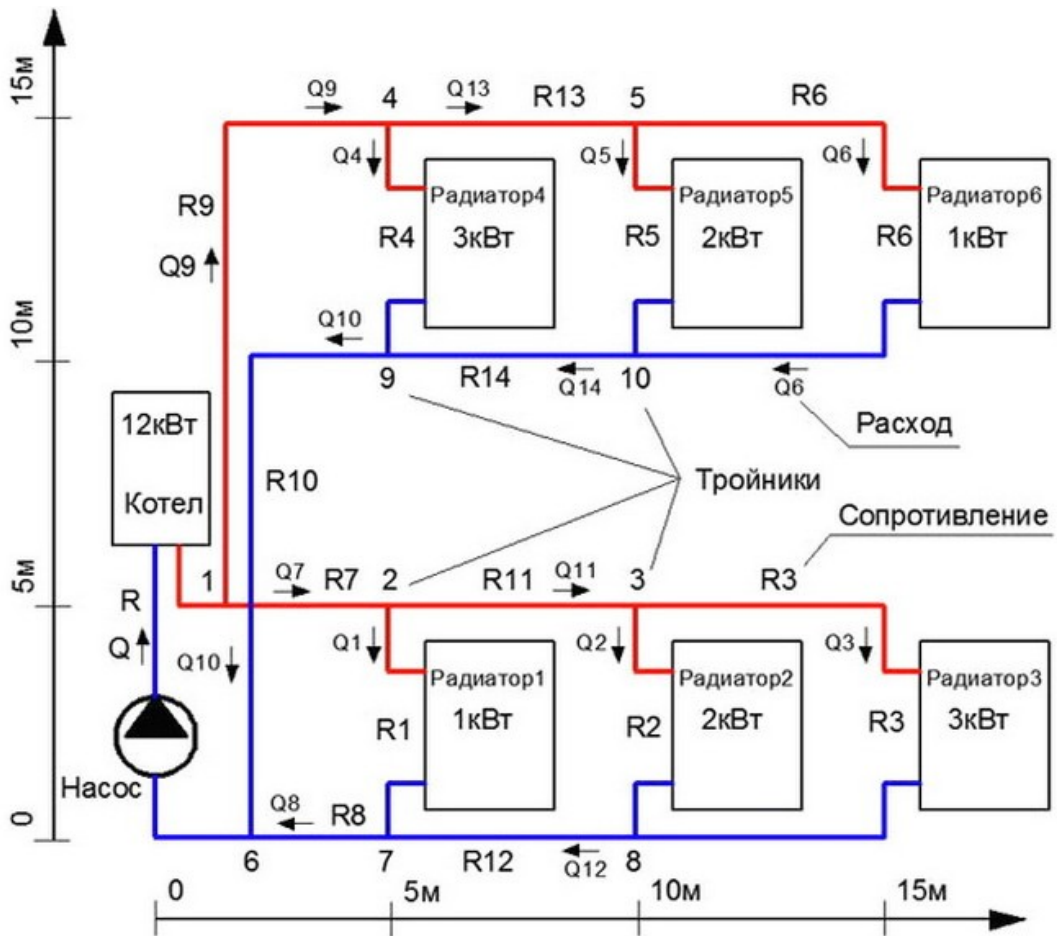 15м
Q9
4
Q13
R13
5
R6
Q4
Q5
Q6
Радиатор4
3кВт
Радиатор5
2кВт
Радиатор6
1кВт
R9
R4
R5
R6
Q9
Q10
10м
9
R14
Q14
10
Q6
12кВт
Котел
Расход
R10
Тройники
Сопротивление
5м
1
Q7
R7
2
R11
Q11
3
R3
R
Q
Q10
Q1
Q2
Q3
Радиатор1
1кВт
Радиатор2
2кВт
Радиатор3
3кВт
R1
R2
R3
Насос
Q8
R8
0
6
7
R12
Q12
8
0
5м
10м
15м